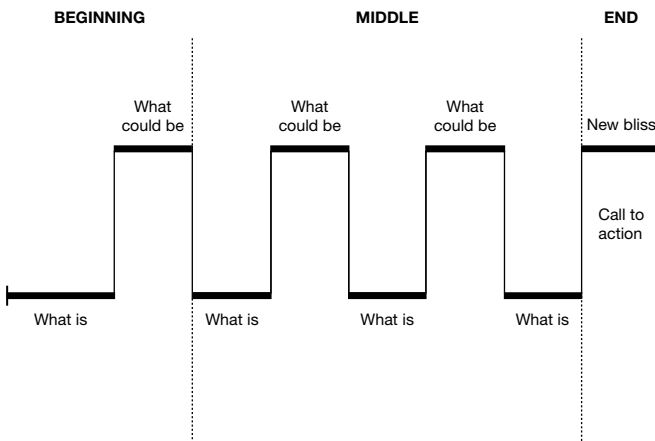 BEGINNING
MIDDLE
END
What
could be
What
could be
What
could be
New bliss
Call to
action
What is
What is
What is
What is